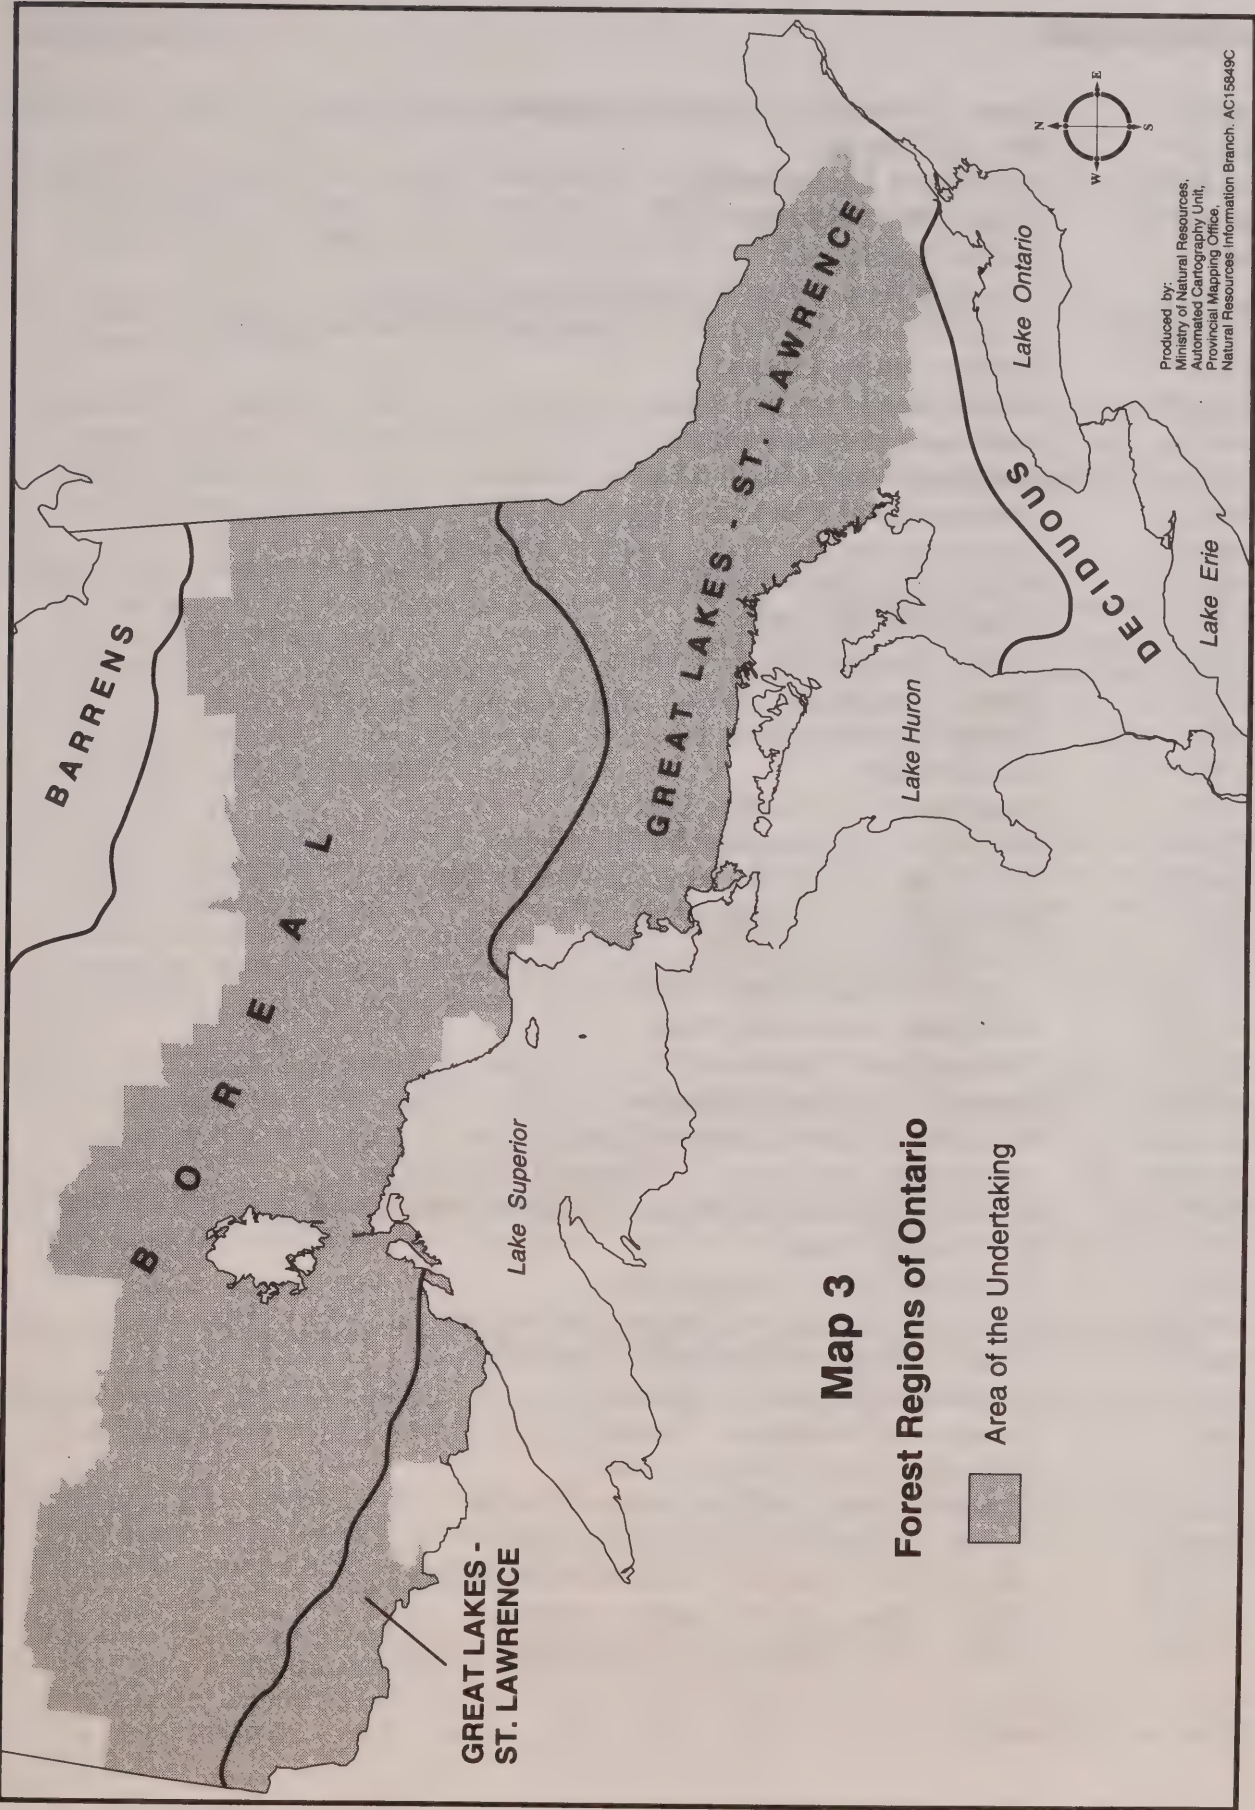 BARRENS
BOREAL
GREAT LAKES - ST. LAWRENCE
GREAT LAKES -
ST. LAWRENCE
DECIDUOUS
Lake Superior
Lake Huron
Lake Ontario
Lake Erie
Map 3
Forest Regions of Ontario
Area of the Undertaking
N
W
E
S
Produced by:
Ministry of Natural Resources,
Automated Cartography Unit,
Provincial Mapping Office,
Natural Resources Information Branch. AC15849C